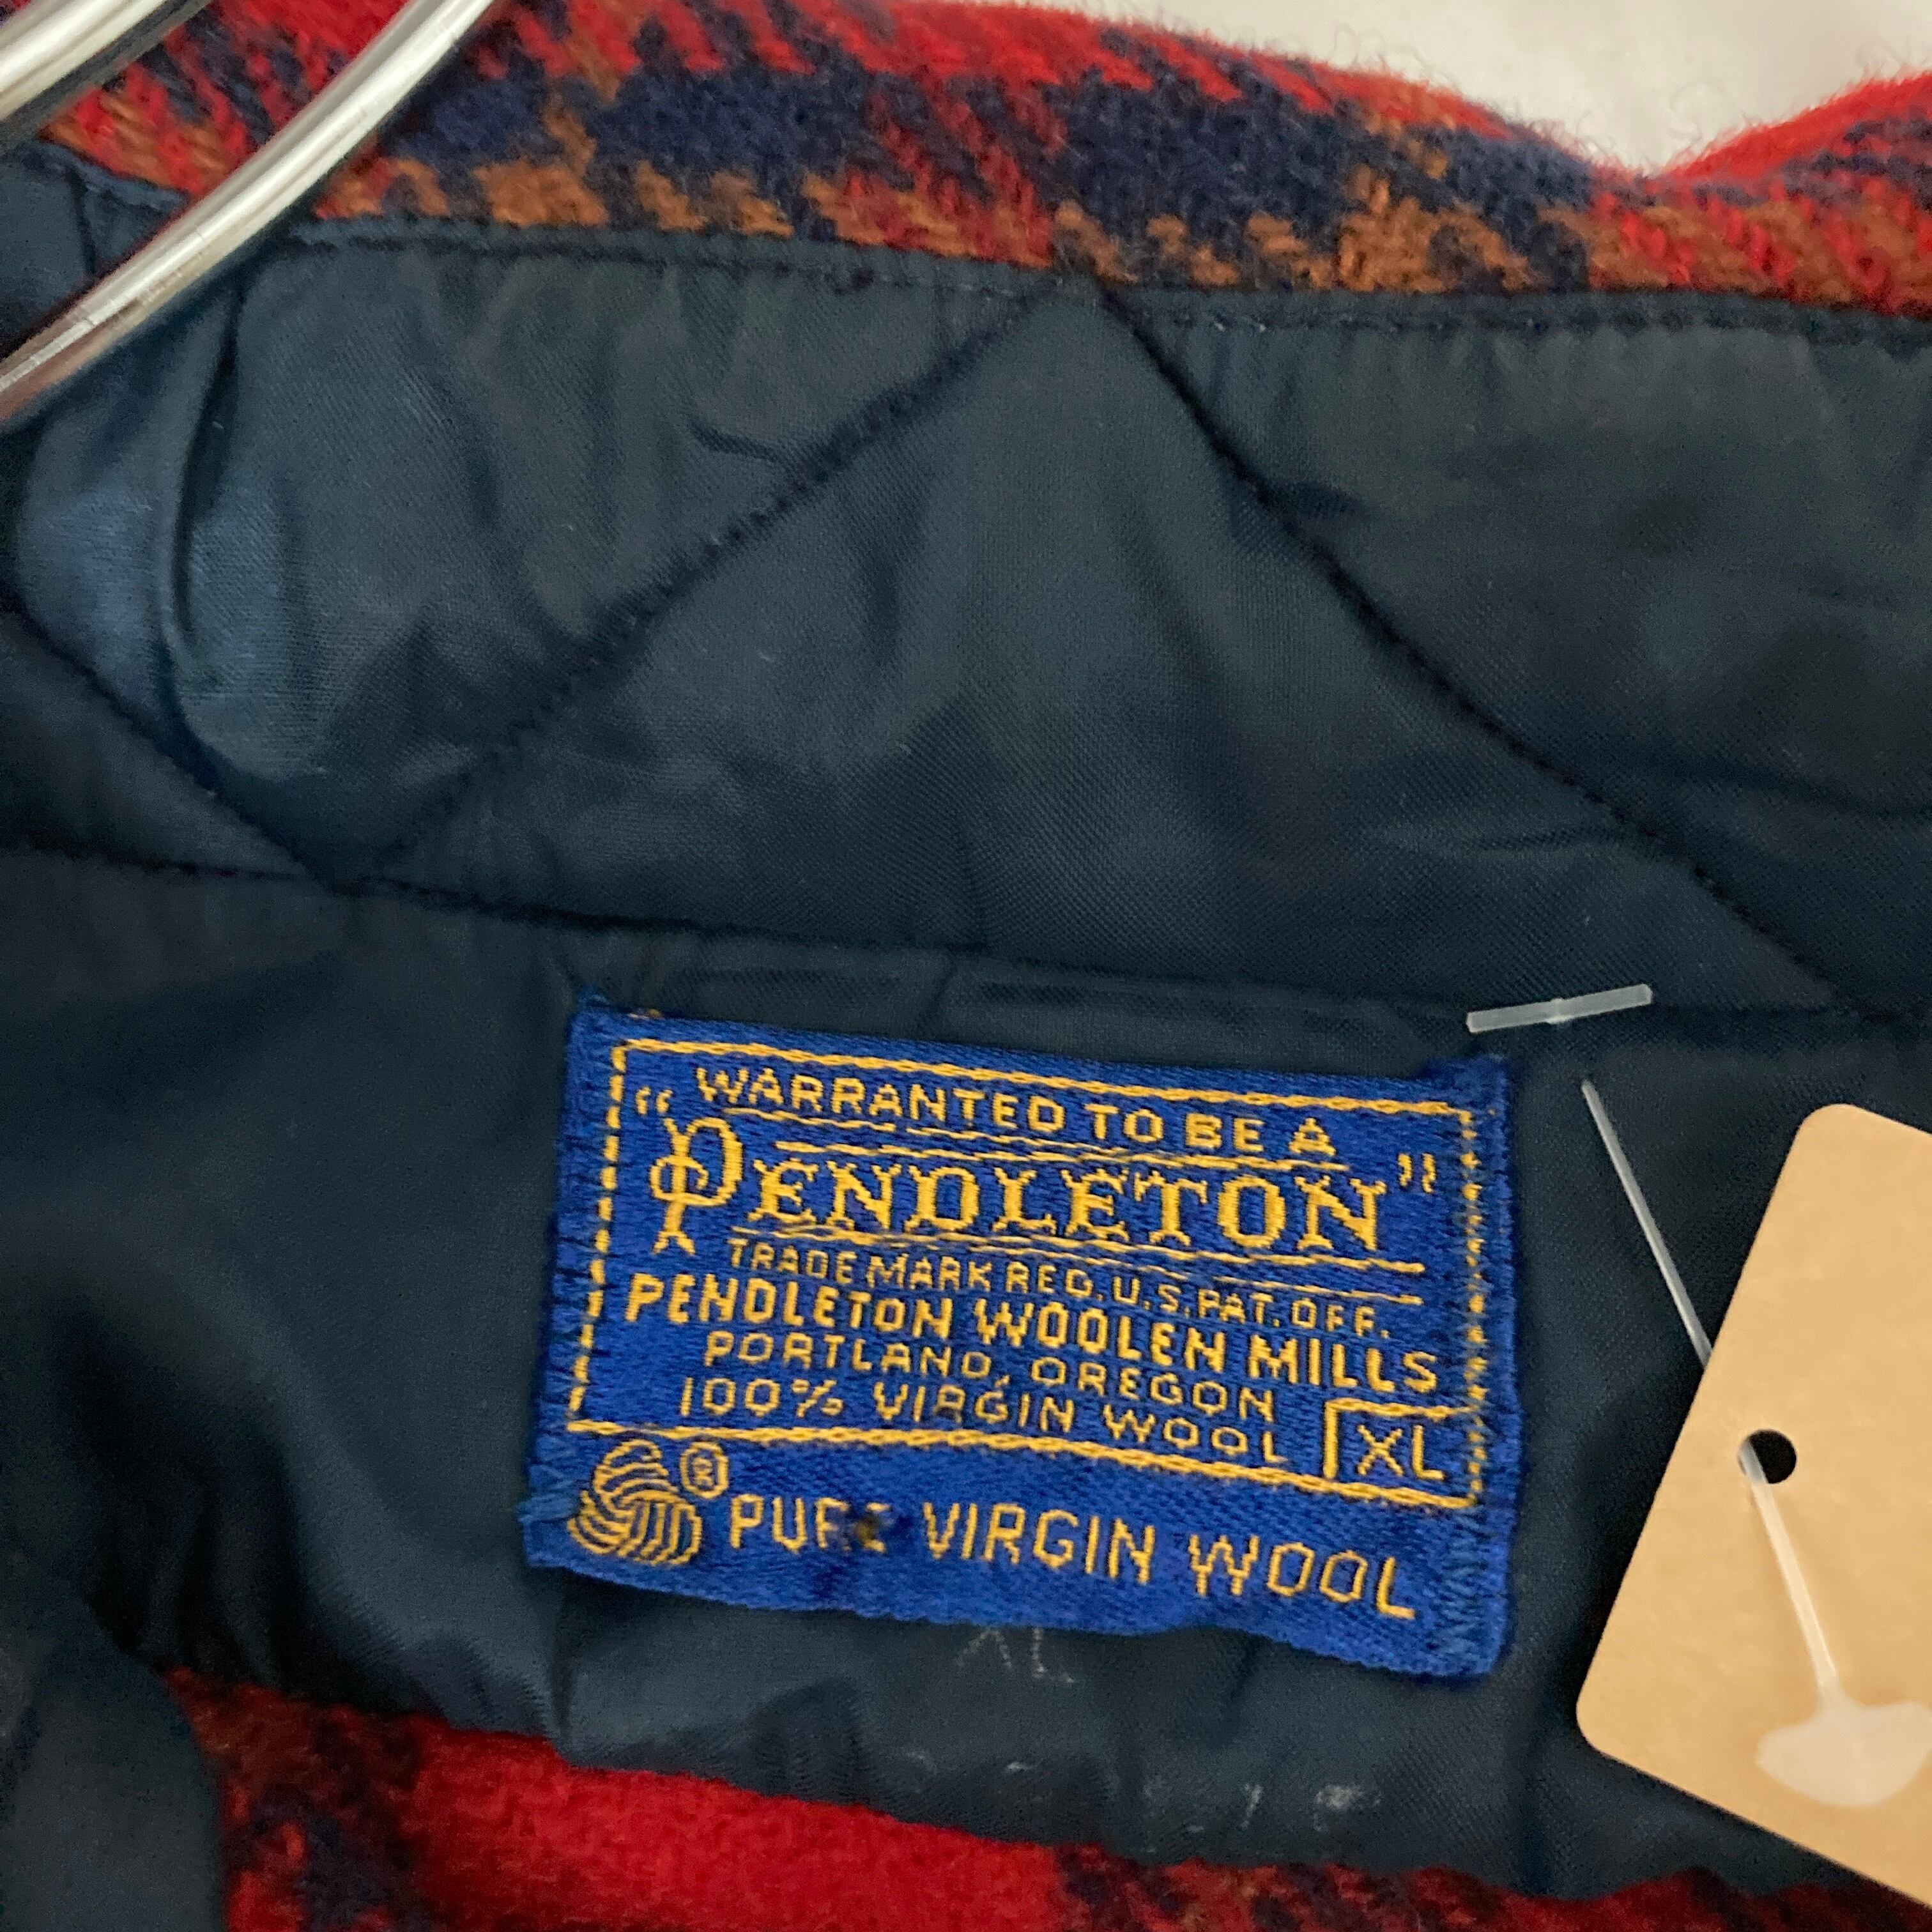 WARRANTED TO BE A
"PENDLETON"
TRADE MARK REG. U.S. PAT. OFF.
PENDLETON WOOLEN MILLS
PORTLAND, OREGON
100% VIRGIN WOOL XL
® PURE VIRGIN WOOL
XL